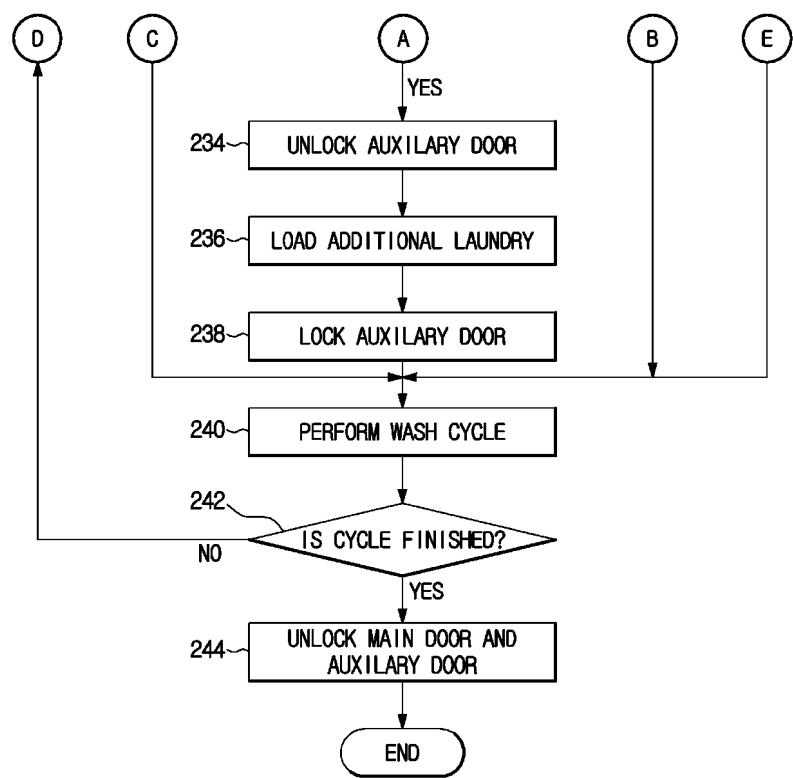 D
C
A
B
E
YES
234
UNLOCK AUXILARY DOOR
236
LOAD ADDITIONAL LAUNDRY
238
LOCK AUXILARY DOOR
240
PERFORM WASH CYCLE
242
IS CYCLE FINISHED?
NO
YES
244
UNLOCK MAIN DOOR AND
AUXILARY DOOR
END